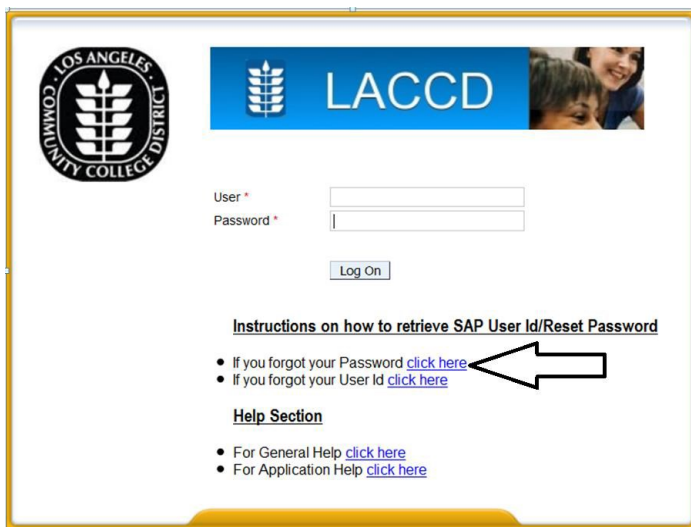 LOS ANGELES
COMMUNITY COLLEGE DISTRICT
LACCD
User *
Password *
Log On
Instructions on how to retrieve SAP User Id/Reset Password
If you forgot your Password click here
If you forgot your User Id click here
Help Section
For General Help click here
For Application Help click here